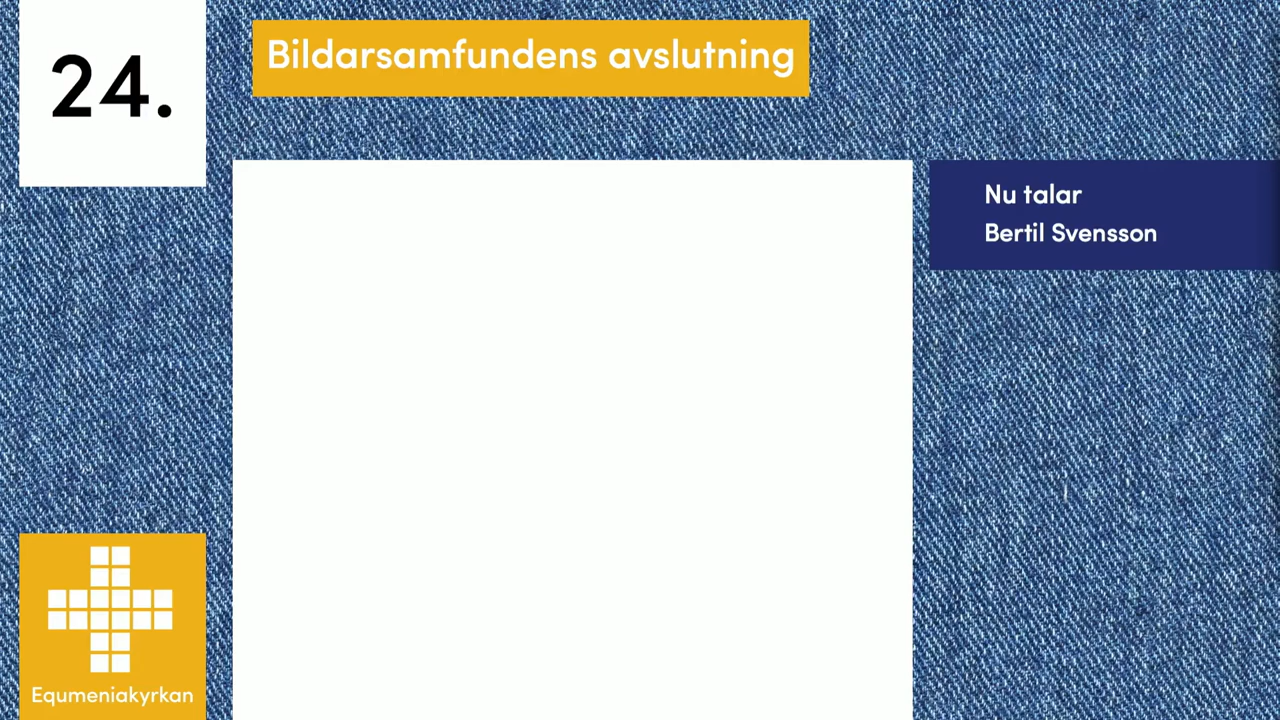 24.
Bildarsamfundens avslutning
Nu talar
Bertil Svensson
Equmeniakyrkan